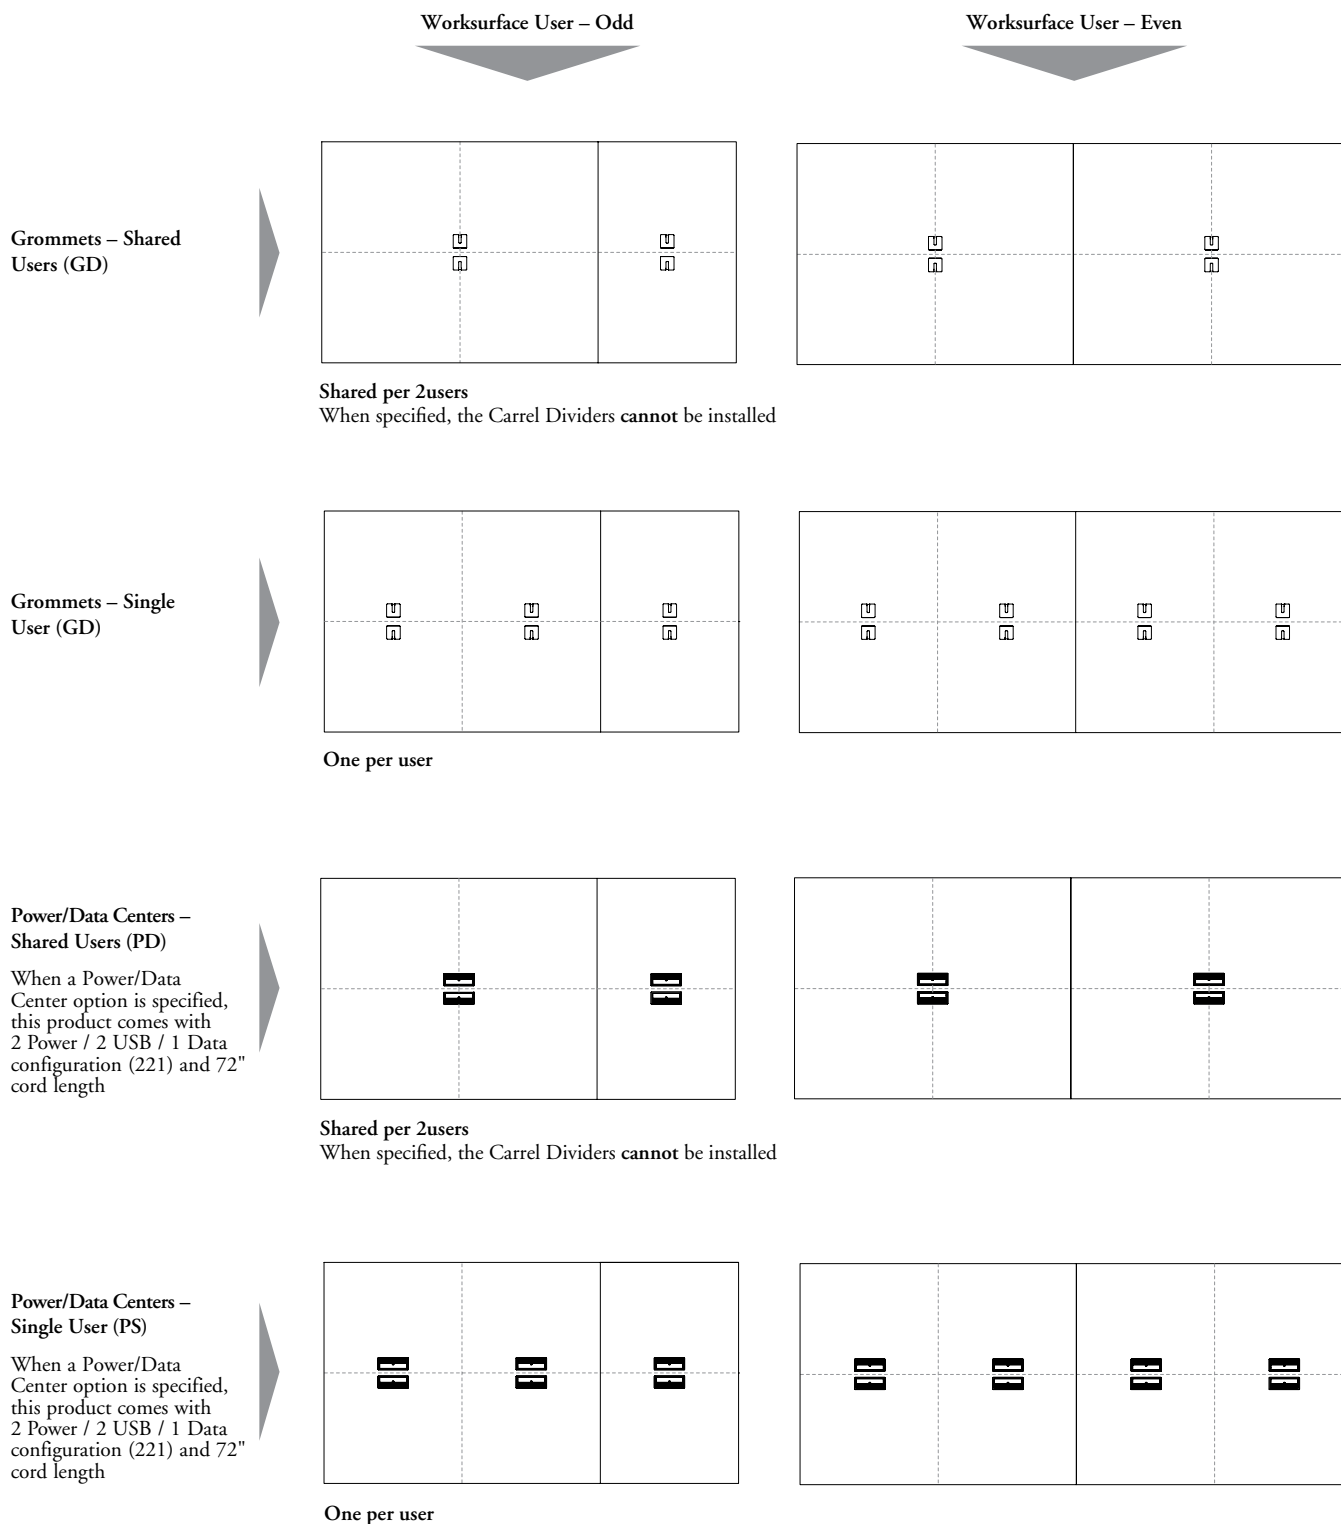 Worksurface User – Odd
Worksurface User – Even
Grommets – Shared
Users (GD)
Shared per 2users
When specified, the Carrel Dividers cannot be installed
Grommets – Single
User (GD)
One per user
Power/Data Centers –
Shared Users (PD)
When a Power/Data
Center option is specified,
this product comes with
2 Power / 2 USB / 1 Data
configuration (221) and 72"
cord length
Shared per 2users
When specified, the Carrel Dividers cannot be installed
Power/Data Centers –
Single User (PS)
When a Power/Data
Center option is specified,
this product comes with
2 Power / 2 USB / 1 Data
configuration (221) and 72"
cord length
One per user